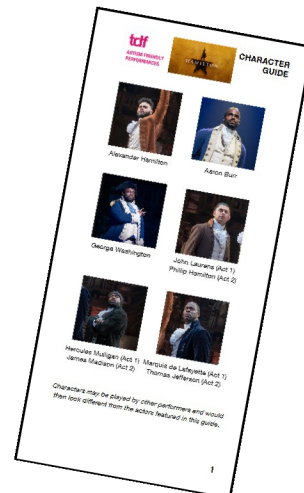 tdf
AUTISM FRIENDLY
PERFORMANCES
HAMILTON
CHARACTER
GUIDE
Alexander Hamilton
Aaron Burr
George Washington
John Laurens (Act 1)
Phillip Hamilton (Act 2)
Hercules Mulligan (Act 1)
James Madison (Act 2)
Marquis de Lafayette (Act 1)
Thomas Jefferson (Act 2)
Characters may be played by other performers and would
then look different from the actors featured in this guide.
1